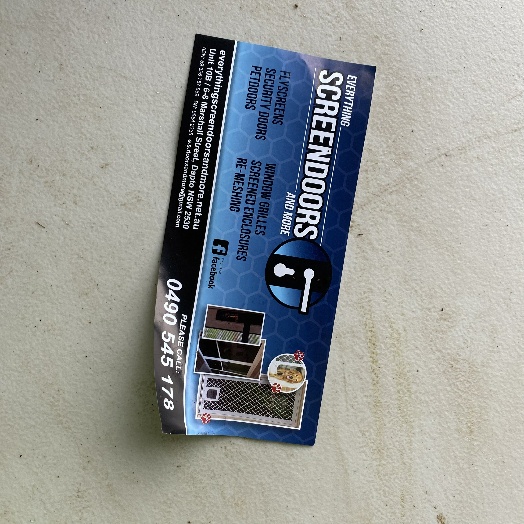 EVERYTHING
SCREENDOORS
AND MORE
FLYSCREENS
SECURITY DOORS
PETDOORS
WINDOW GRILLES
SCREENED ENCLOSURES
RE-MESHING
facebook
everythingscreendoorsandmore.net.au
Unit 10B / 6-8 Marshall Street, Dapto NSW 2530
PLEASE CALL:
0490 545 178